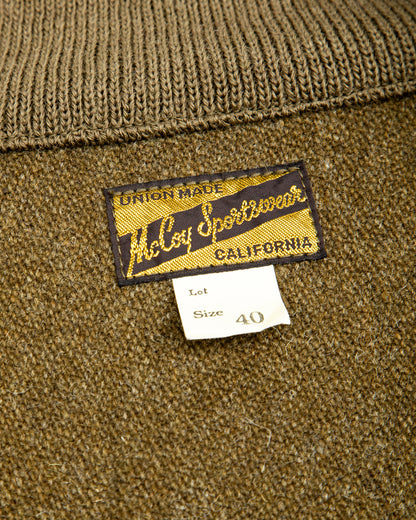 UNION MADE
McCoy Sportswear
CALIFORNIA
Lot
Size 40